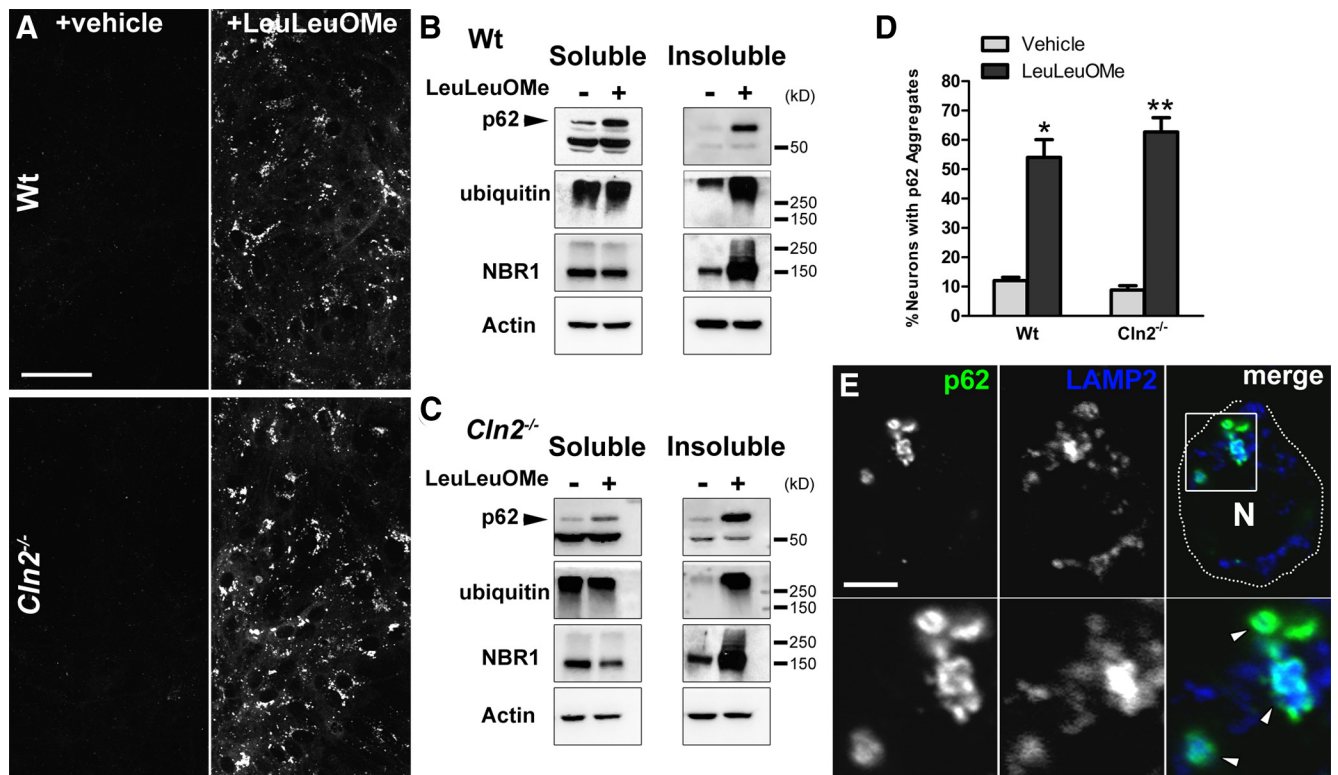 A
+vehicle
+LeuLeuOMe
Wt
Cln2-/-
B
Wt
Soluble
Insoluble
LeuLeuOMe - + - + (kD)
p62
50
ubiquitin
250
150
250
NBR1
150
Actin
C
Cln2-/-
Soluble
Insoluble
LeuLeuOMe - + - + (kD)
p62
50
ubiquitin
250
150
250
NBR1
150
Actin
D
Vehicle
LeuLeuOMe
%Neurons with p62 Aggregates
80
70
60
50
40
30
20
10
0
*
**
Wt
Cln2-/-
E
p62
LAMP2
merge
N